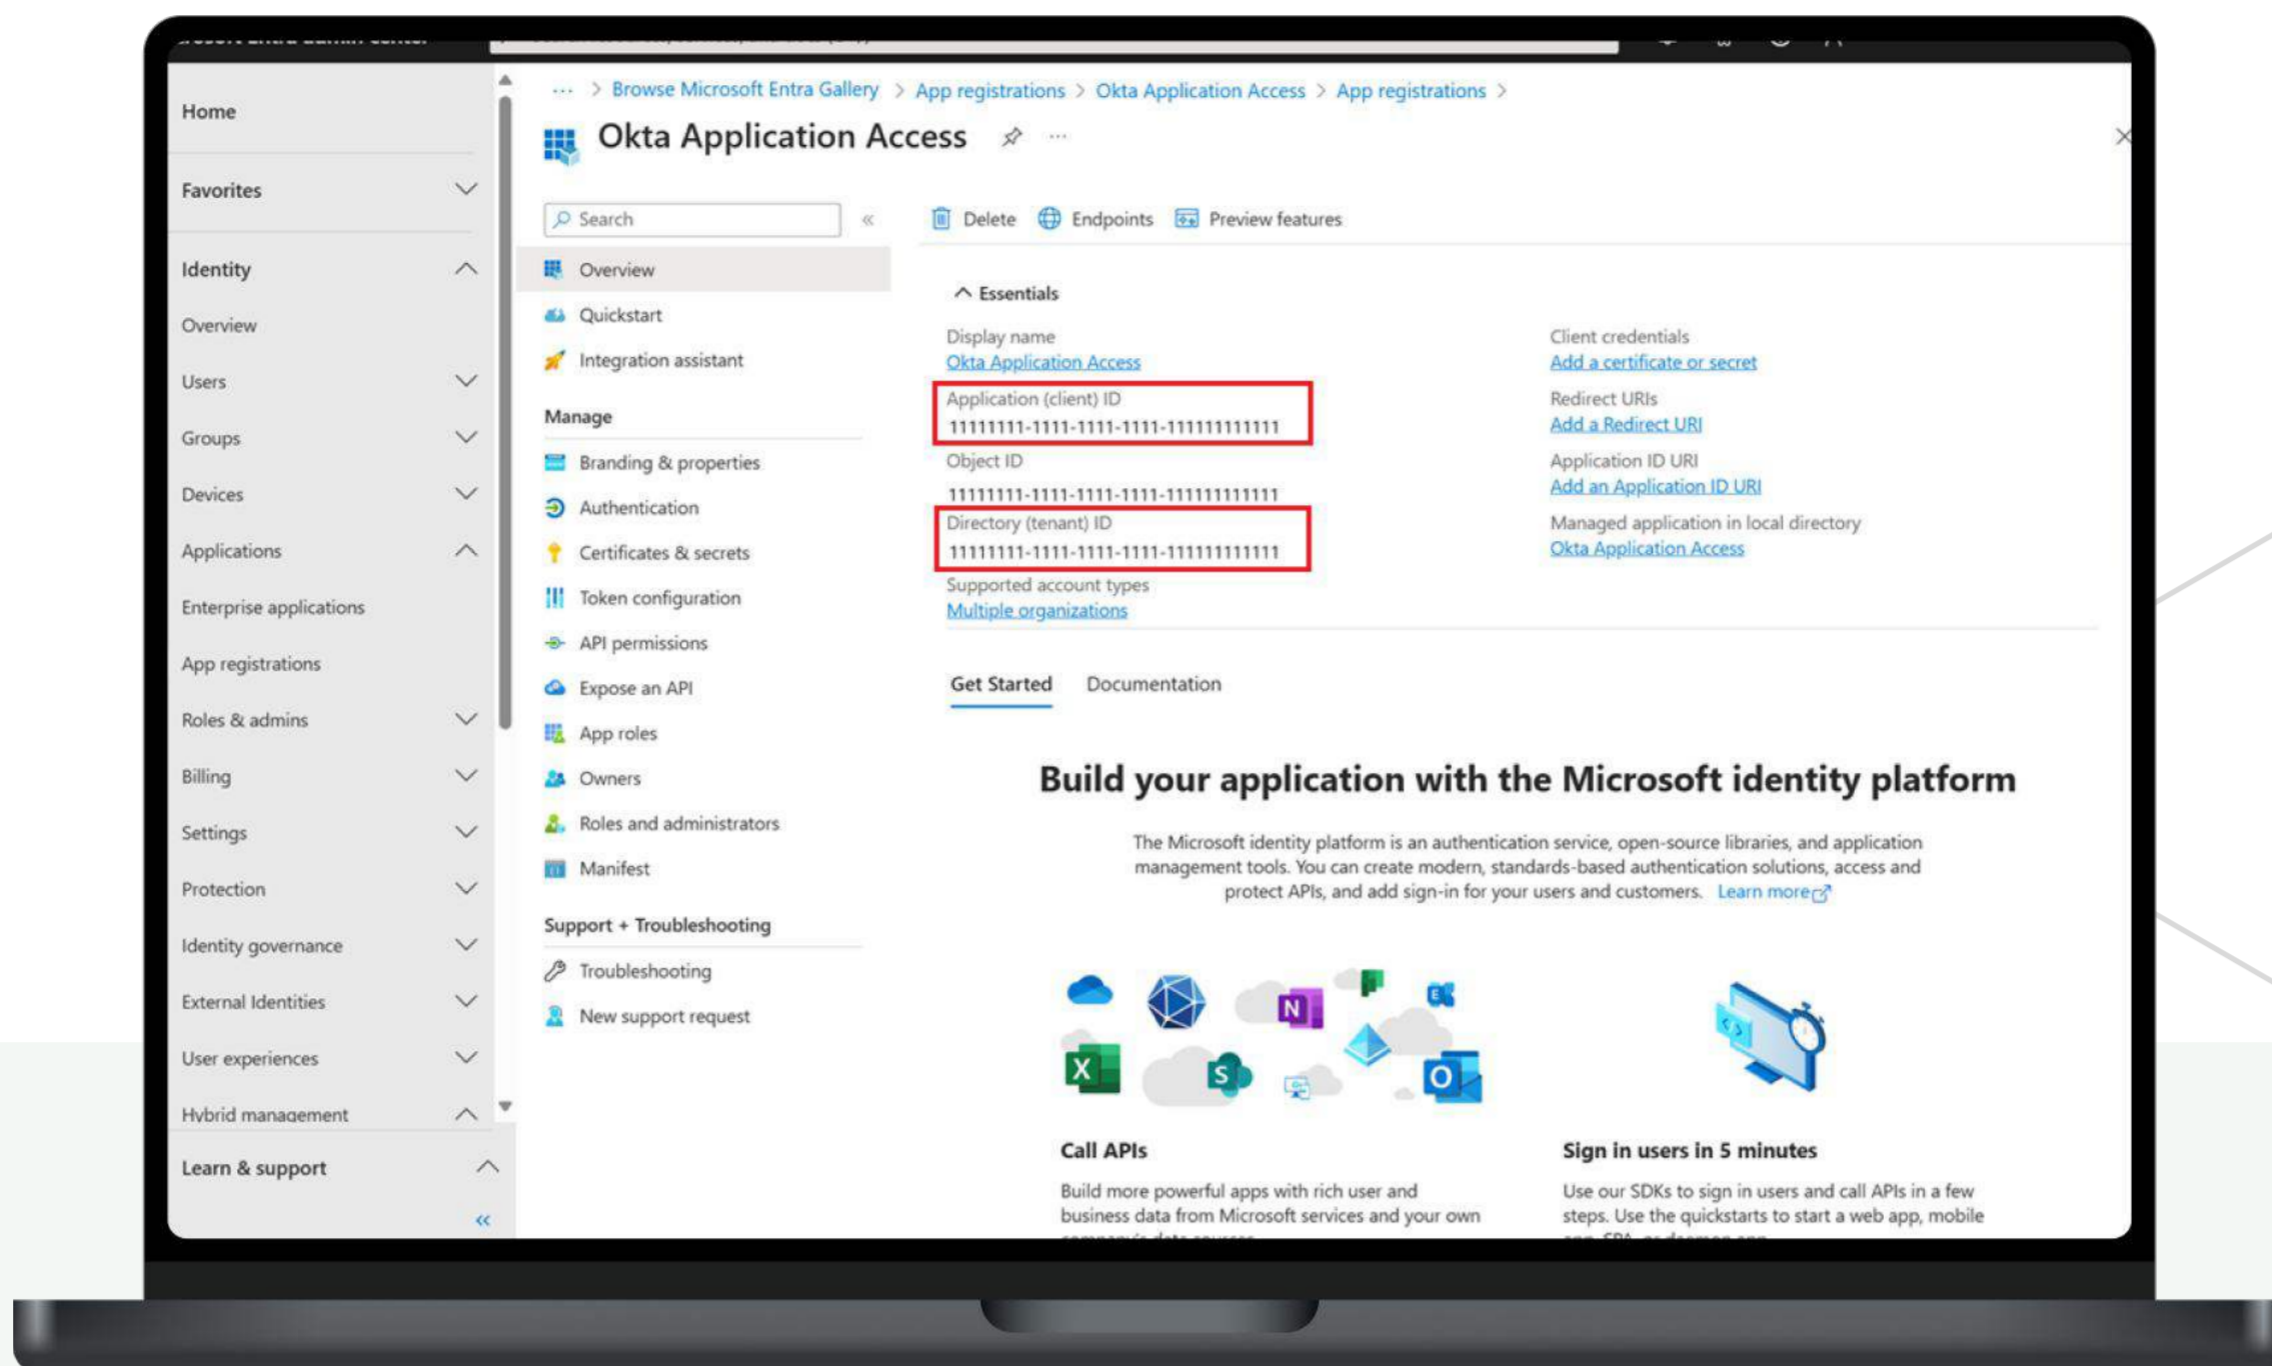 Home
Favorites
Identity
Overview
Users
Groups
Devices
Applications
Enterprise applications
App registrations
Roles & admins
Billing
Settings
Protection
Identity governance
External Identities
User experiences
Hybrid management
Learn & support
«
··· > Browse Microsoft Entra Gallery > App registrations > Okta Application Access > App registrations >
Okta Application Access ···
Search «
Overview
Quickstart
Integration assistant
Manage
Branding & properties
Authentication
Certificates & secrets
Token configuration
API permissions
Expose an API
App roles
Owners
Roles and administrators
Manifest
Support + Troubleshooting
Troubleshooting
New support request
Delete Endpoints Preview features
Essentials
Display name
Okta Application Access
Application (client) ID
11111111-1111-1111-1111-111111111111
Object ID
11111111-1111-1111-1111-111111111111
Directory (tenant) ID
11111111-1111-1111-1111-111111111111
Supported account types
Multiple organizations
Client credentials
Add a certificate or secret
Redirect URIs
Add a Redirect URI
Application ID URI
Add an Application ID URI
Managed application in local directory
Okta Application Access
Get Started Documentation
Build your application with the Microsoft identity platform
The Microsoft identity platform is an authentication service, open-source libraries, and application
management tools. You can create modern, standards-based authentication solutions, access and
protect APIs, and add sign-in for your users and customers. Learn more
N
E
X
S
O
Call APIs
Build more powerful apps with rich user and
business data from Microsoft services and your own
Sign in users in 5 minutes
Use our SDKs to sign in users and call APIs in a few
steps. Use the quickstarts to start a web app, mobile